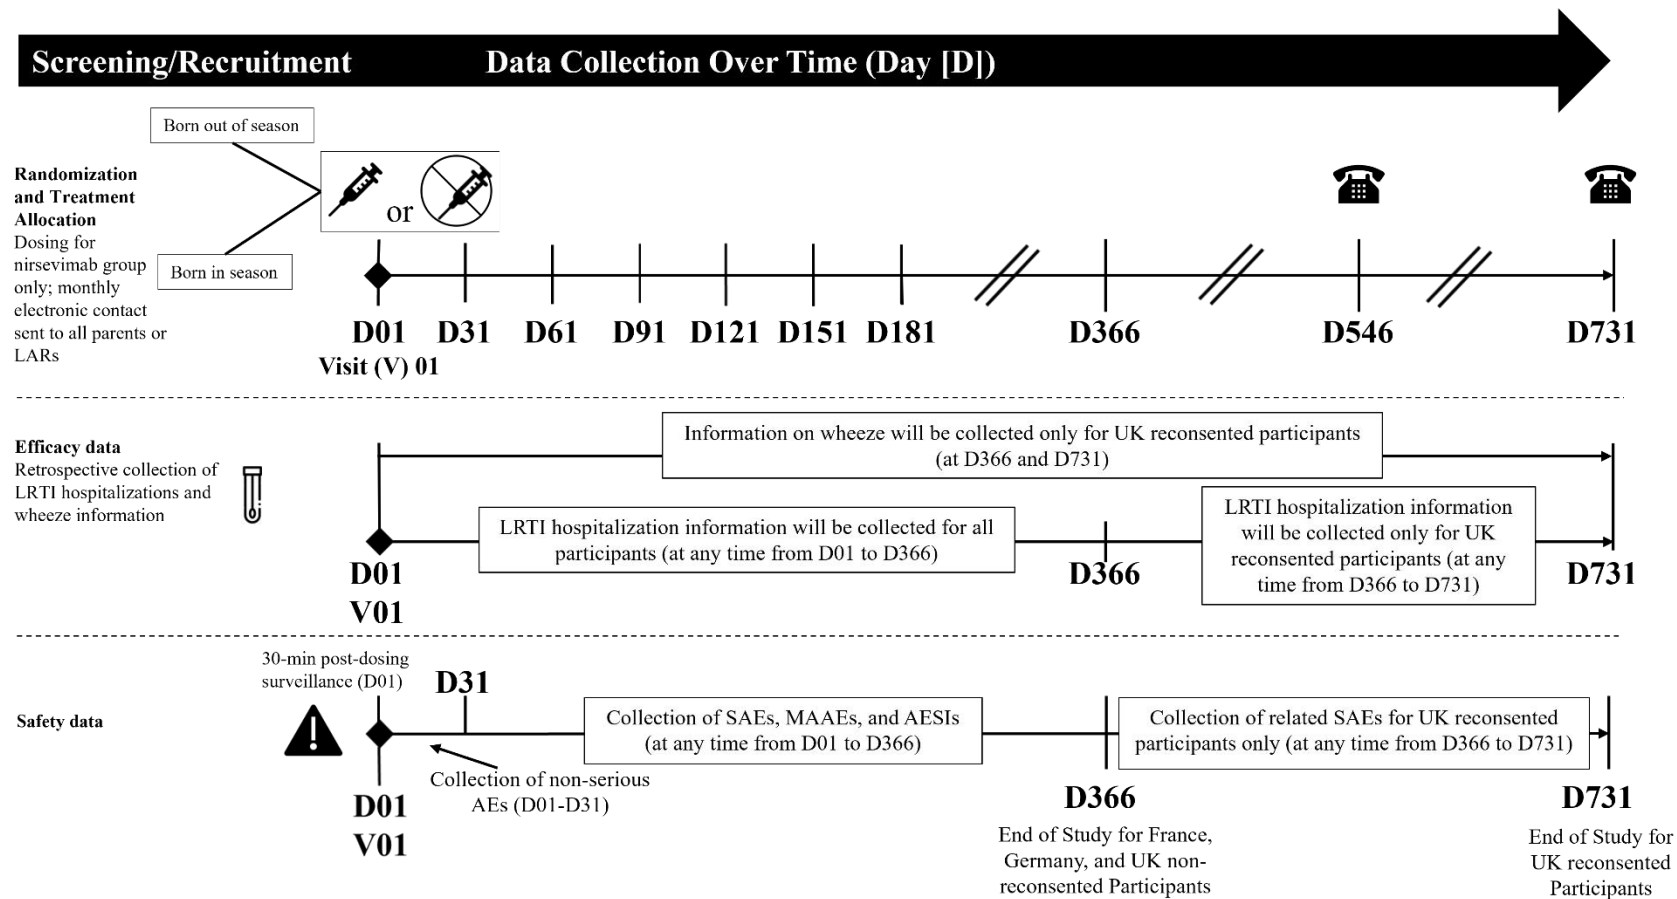 Screening/Recruitment
Data Collection Over Time (Day [D])
Born out of season
Randomization
and Treatment
Allocation
Dosing for
nirsevimab group
only; monthly
electronic contact
sent to all parents or
LARs
or
Born in season
D01
D31
D61
D91
D121
D151
D181
D366
D546
D731
Visit (V) 01
Efficacy data
Retrospective collection of
LRTI hospitalizations and
wheeze information
Information on wheeze will be collected only for UK reconsented participants
(at D366 and D731)
LRTI hospitalization information will be collected for all
participants (at any time from D01 to D366)
LRTI hospitalization information
will be collected only for UK
reconsented participants (at any
time from D366 to D731)
D01
V01
D366
D731
Safety data
30-min post-dosing
surveillance (D01)
D31
Collection of SAEs, MAAEs, and AESIs
(at any time from D01 to D366)
Collection of related SAEs for UK reconsented
participants only (at any time from D366 to D731)
Collection of non-serious
AEs (D01-D31)
D01
V01
D366
End of Study for France,
Germany, and UK non-
reconsented Participants
D731
End of Study for
UK reconsented
Participants